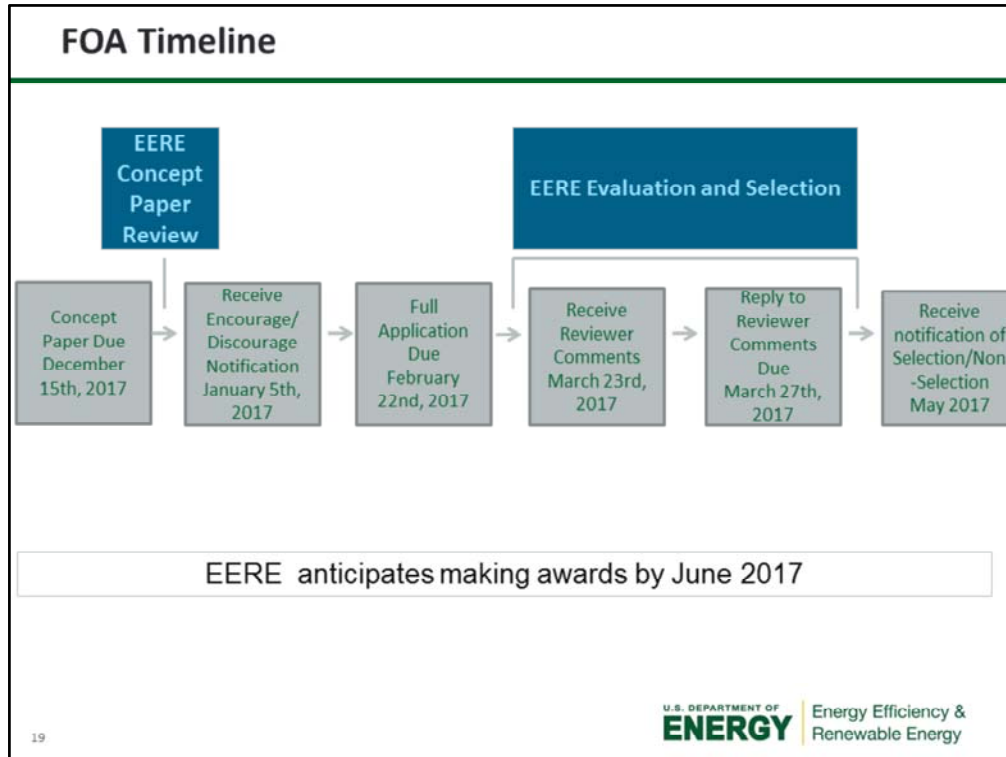 FOA Timeline
EERE
Concept
Paper
Review
EERE Evaluation and Selection
Concept
Paper Due
December
15th, 2017
Receive
Encourage/
Discourage
Notification
January 5th,
2017
Full
Application
Due
February
22nd, 2017
Receive
Reviewer
Comments
March 23rd,
2017
Reply to
Reviewer
Comments
Due
March 27th,
2017
Receive
notification of
Selection/Non
-Selection
May 2017
EERE anticipates making awards by June 2017
19
U.S. DEPARTMENT OF
ENERGY
Energy Efficiency &
Renewable Energy